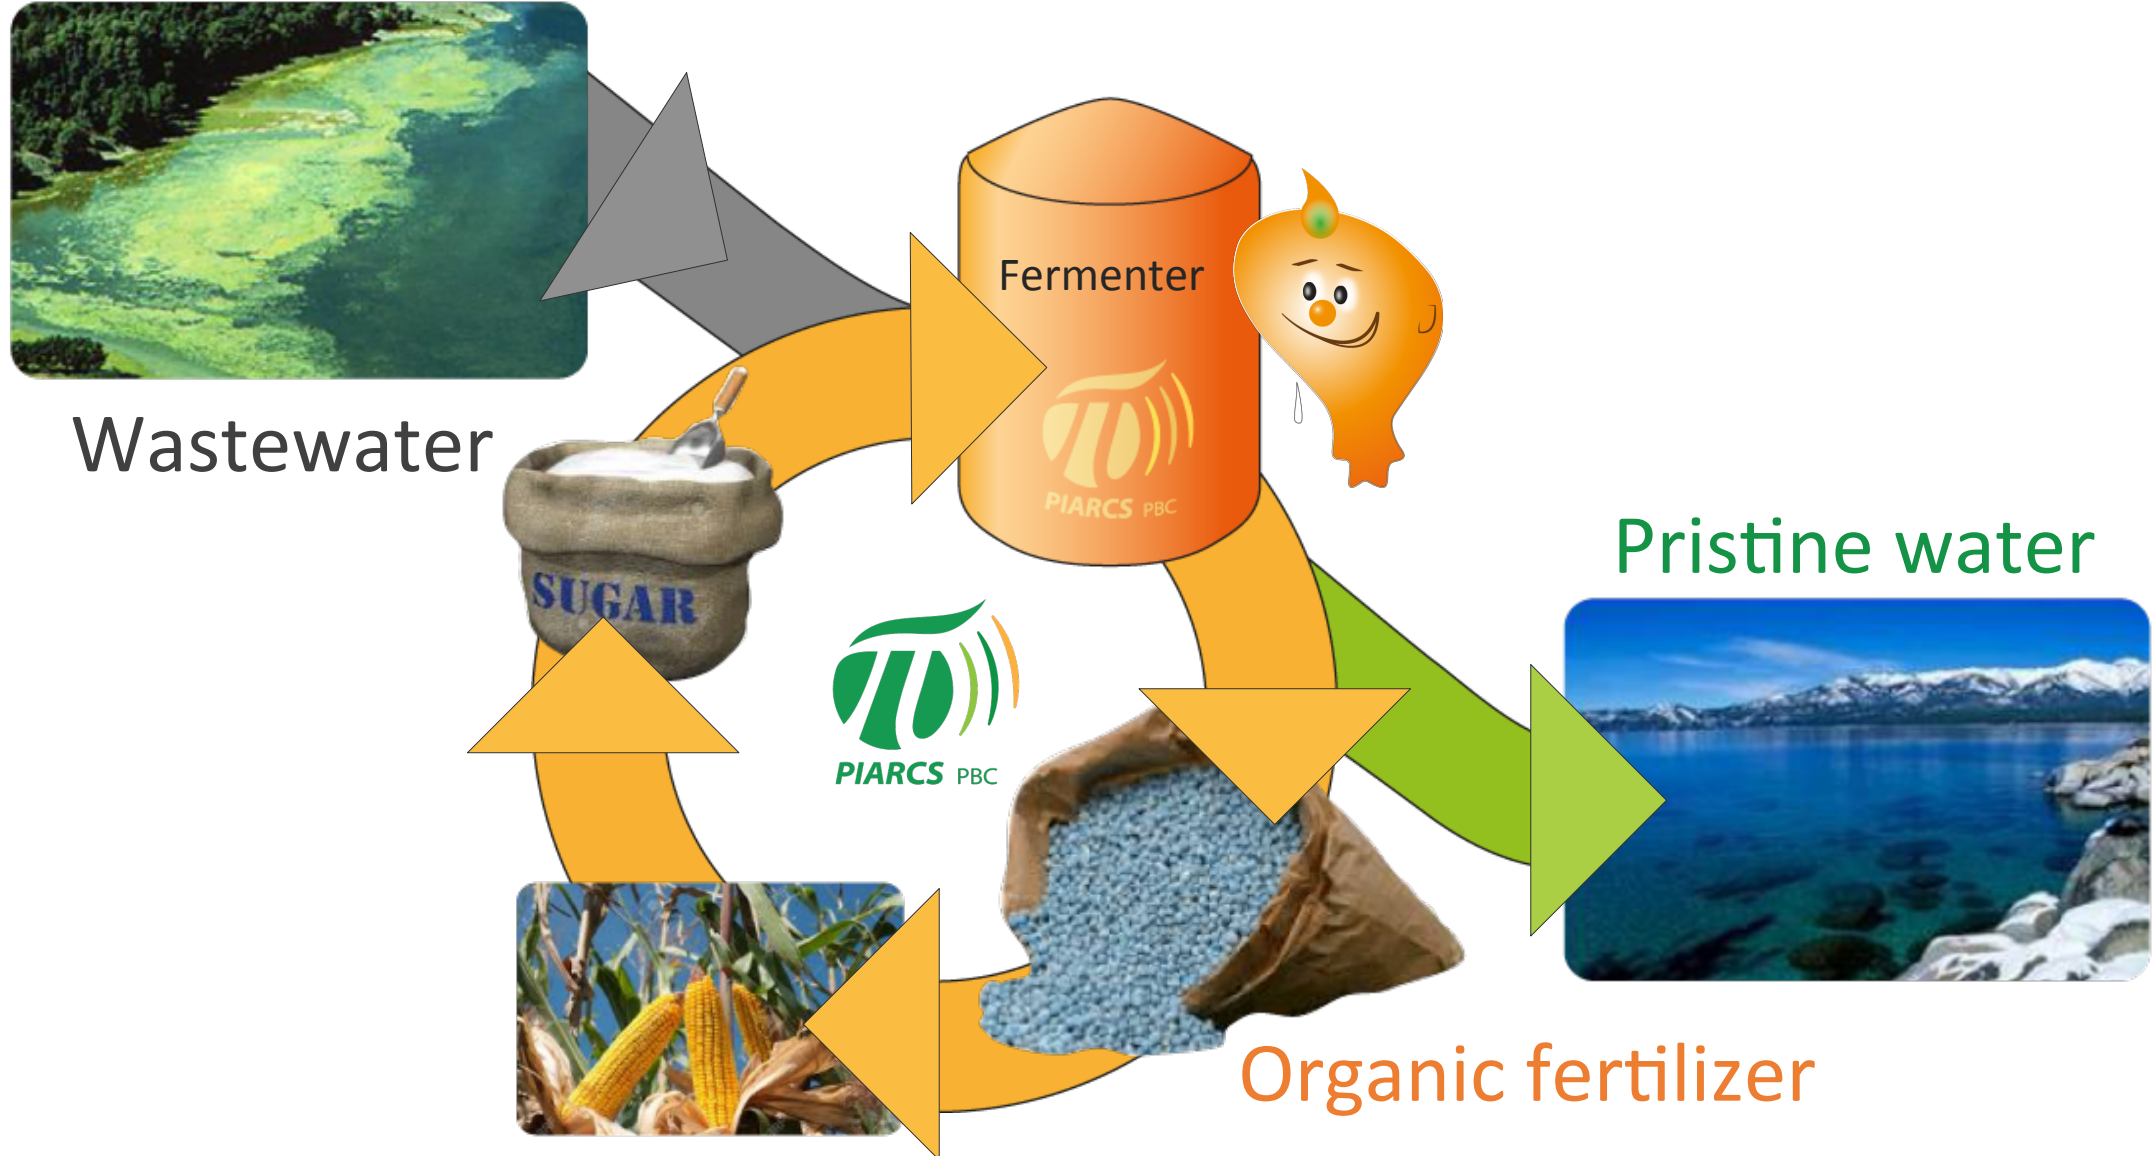 Fermenter
PIARCS PBC
Wastewater
SUGAR
Pristine water
PIARCS PBC
Organic fertilizer